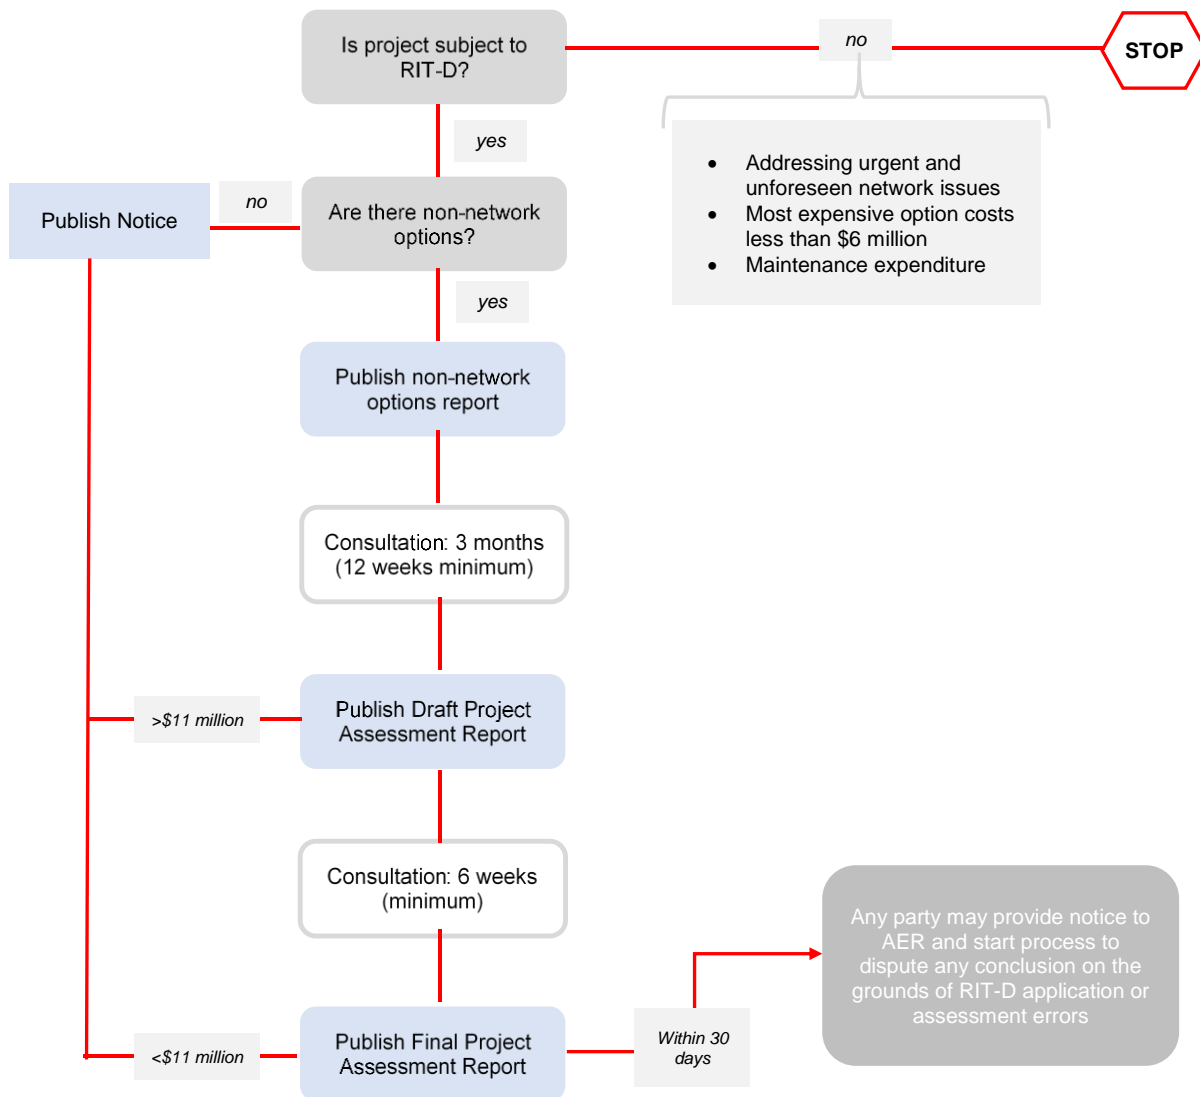 Is project subject to
RIT-D?
no
STOP
yes
• Addressing urgent and
unforeseen network issues
• Most expensive option costs
less than $6 million
• Maintenance expenditure
Publish Notice
no
Are there non-network
options?
yes
Publish non-network
options report
Consultation: 3 months
(12 weeks minimum)
>$11 million
Publish Draft Project
Assessment Report
Consultation: 6 weeks
(minimum)
Any party may provide notice to
AER and start process to
dispute any conclusion on the
grounds of RIT-D application or
assessment errors
<$11 million
Publish Final Project
Assessment Report
Within 30
days